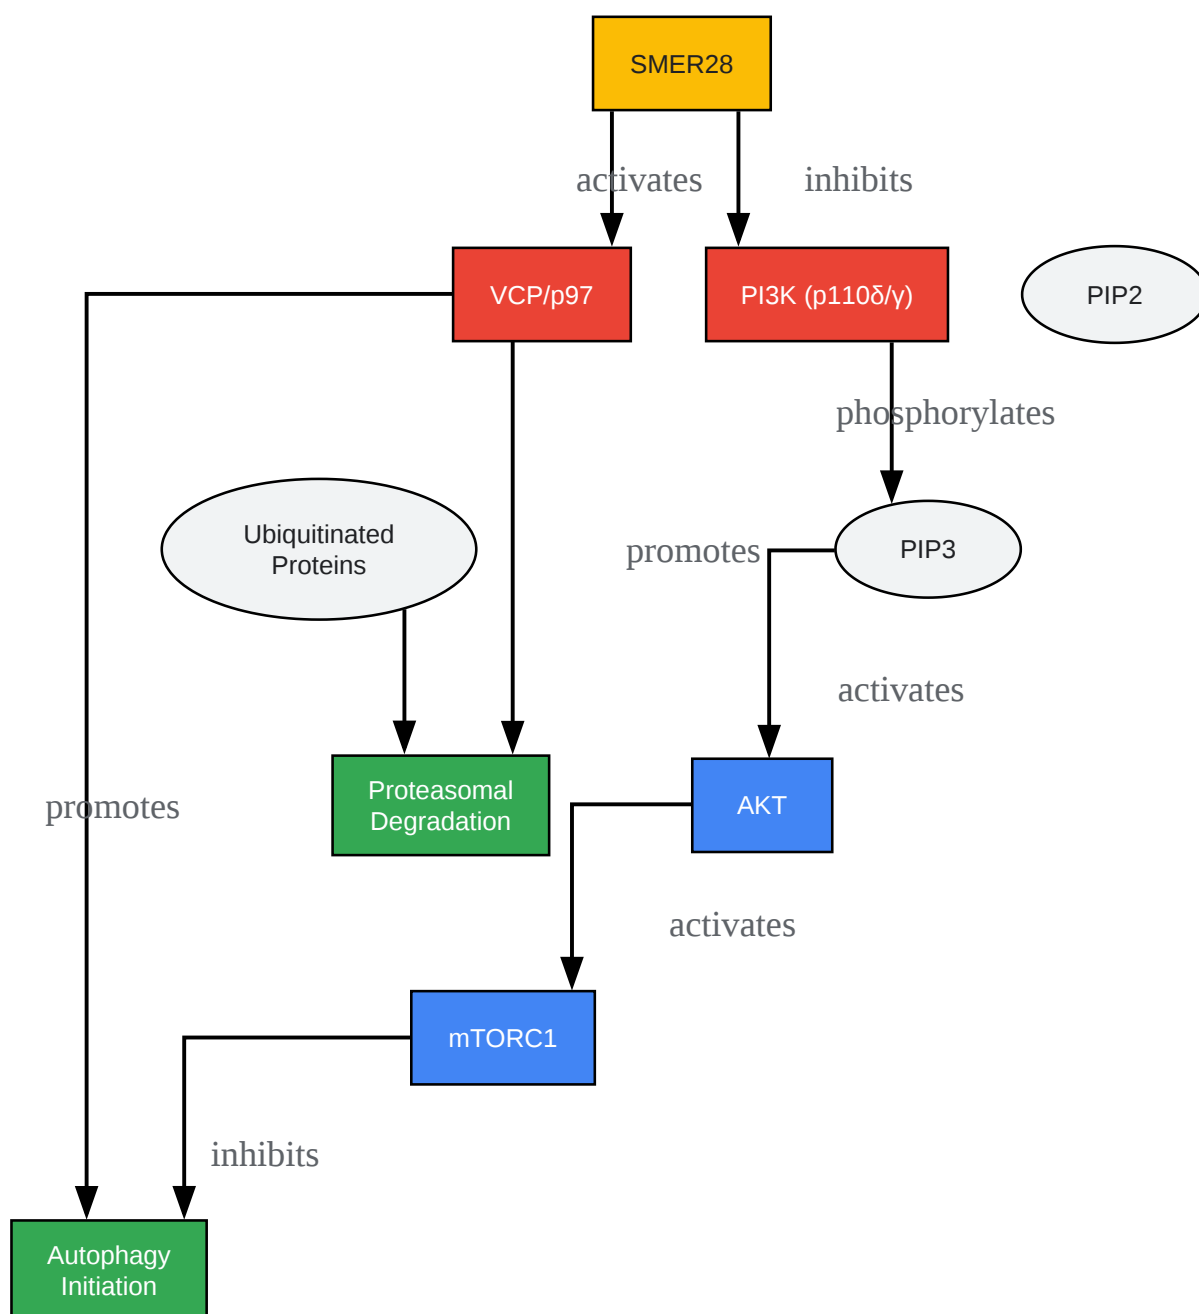 SMER28
activates
inhibits
VCP/p97
PI3K (p110δ/γ)
PIP2
phosphorylates
Ubiquitinated
Proteins
promotes
PIP3
activates
Proteasomal
Degradation
AKT
promotes
activates
mTORC1
inhibits
Autophagy
Initiation